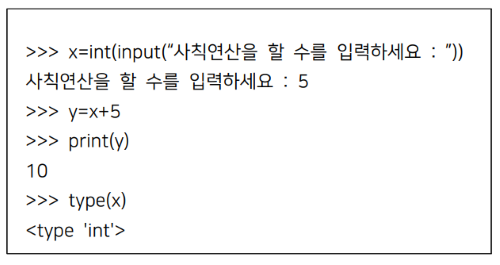 >>> x=int(input(“사칙연산을 할 수를 입력하세요 : ”))
사칙연산을 할 수를 입력하세요 : 5
>>> y=x+5
>>> print(y)
10
>>> type(x)
<type 'int'>